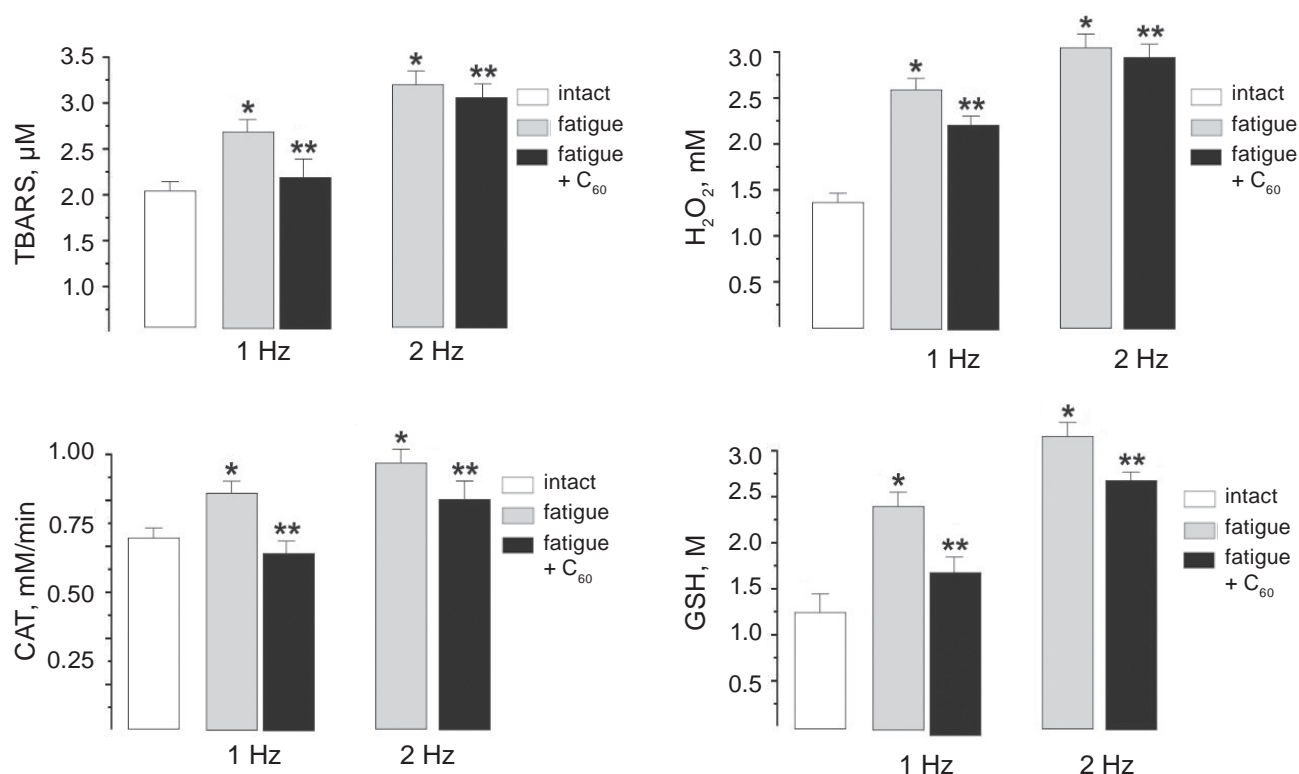 TBARS, µM
3.5
3.0
2.5
2.0
1.5
1.0
*
**
*
**
1 Hz
2 Hz
intact
fatigue
fatigue
+ C60
H2O2, mM
3.0
2.5
2.0
1.5
1.0
0.5
*
**
*
**
1 Hz
2 Hz
intact
fatigue
fatigue
+ C60
CAT, mM/min
1.00
0.75
0.50
0.25
*
**
*
**
1 Hz
2 Hz
intact
fatigue
fatigue
+ C60
GSH, M
3.0
2.5
2.0
1.5
1.0
0.5
*
**
*
**
1 Hz
2 Hz
intact
fatigue
fatigue
+ C60